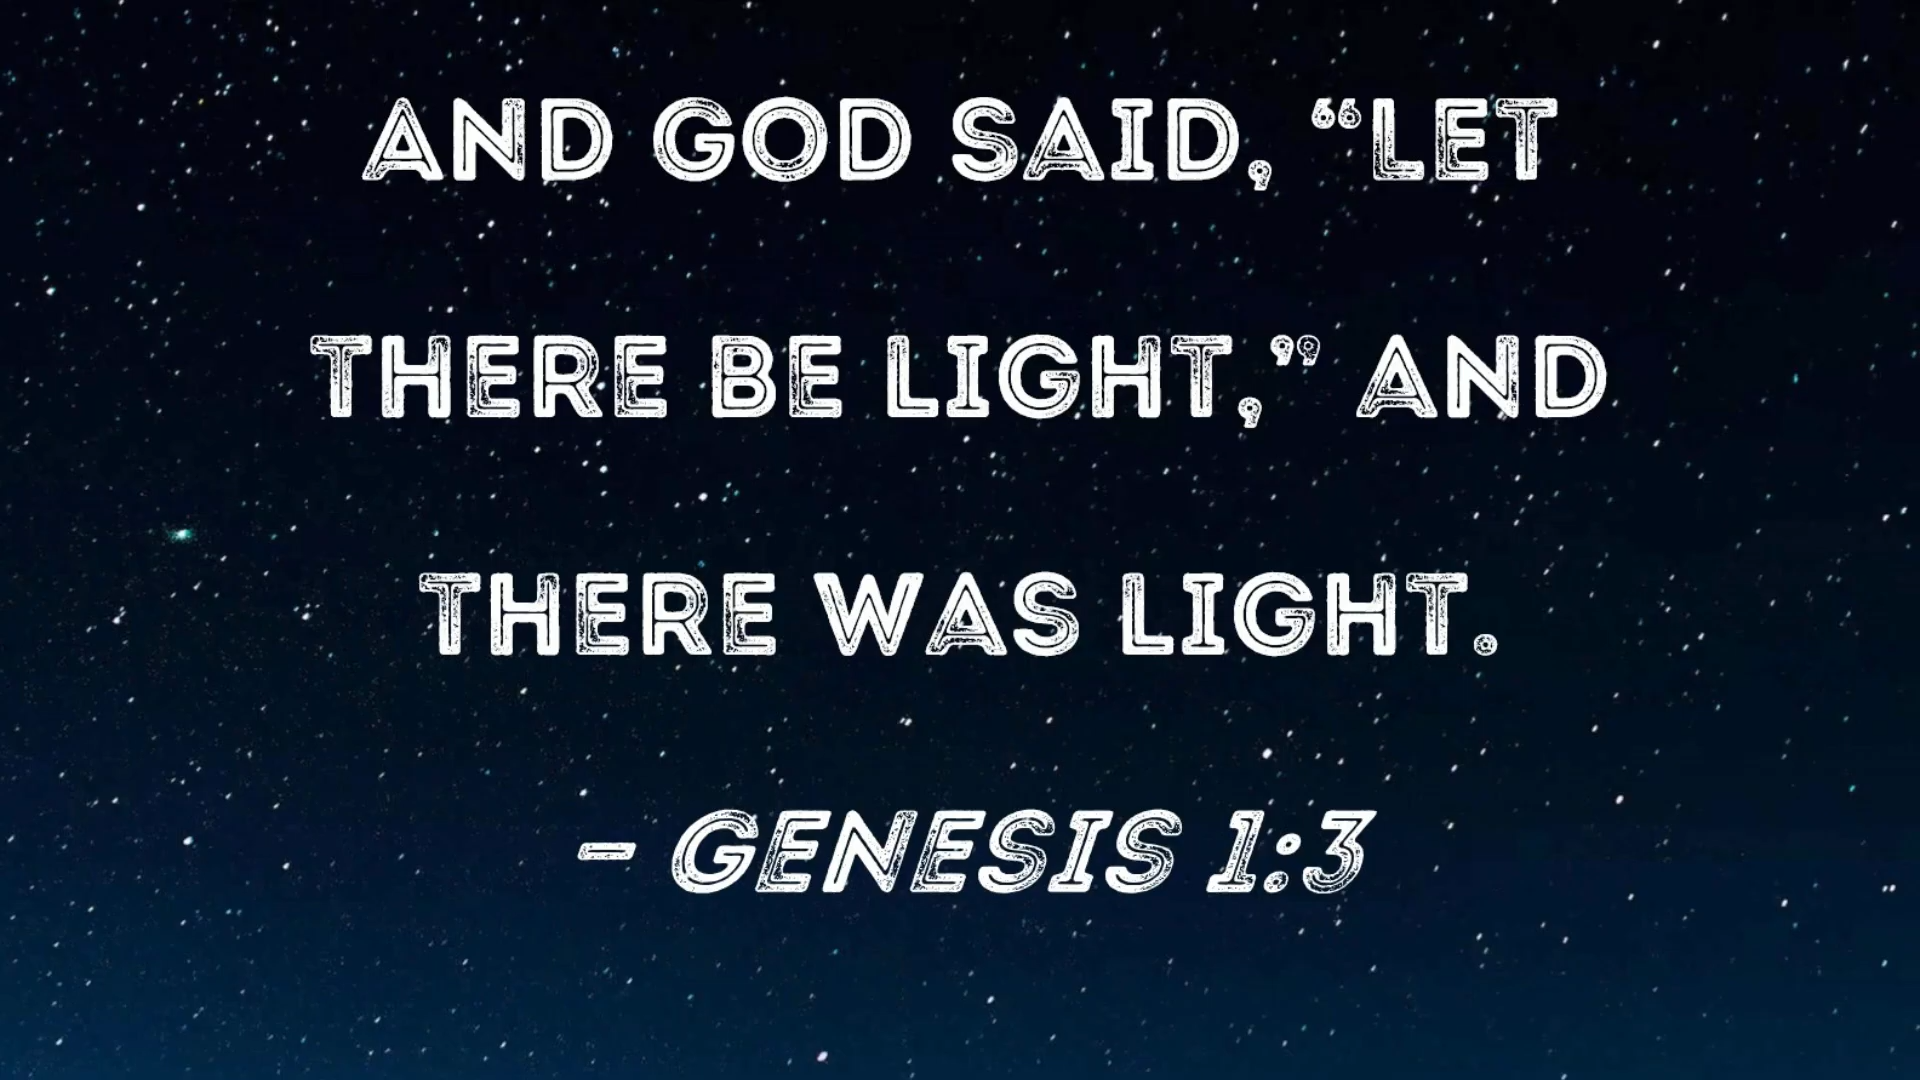 AND GOD SAID, “LET
THERE BE LIGHT,” AND
THERE WAS LIGHT.
- GENESIS 1:3